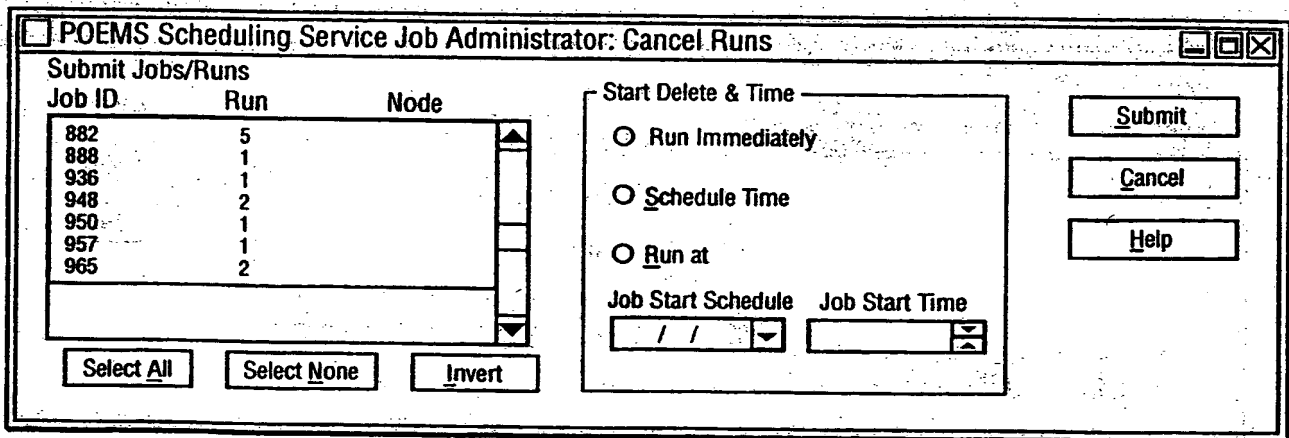 POEMS Scheduling Service Job Administrator: Cancel Runs
Submit Jobs/Runs
Job ID Run Node
882 5
888 1
936 1
948 2
950 1
957 1
965 2
Select All Select None Invert
Start Delete & Time
Run Immediately
Schedule Time
Run at
Job Start Schedule Job Start Time
/ /
Submit
Cancel
Help